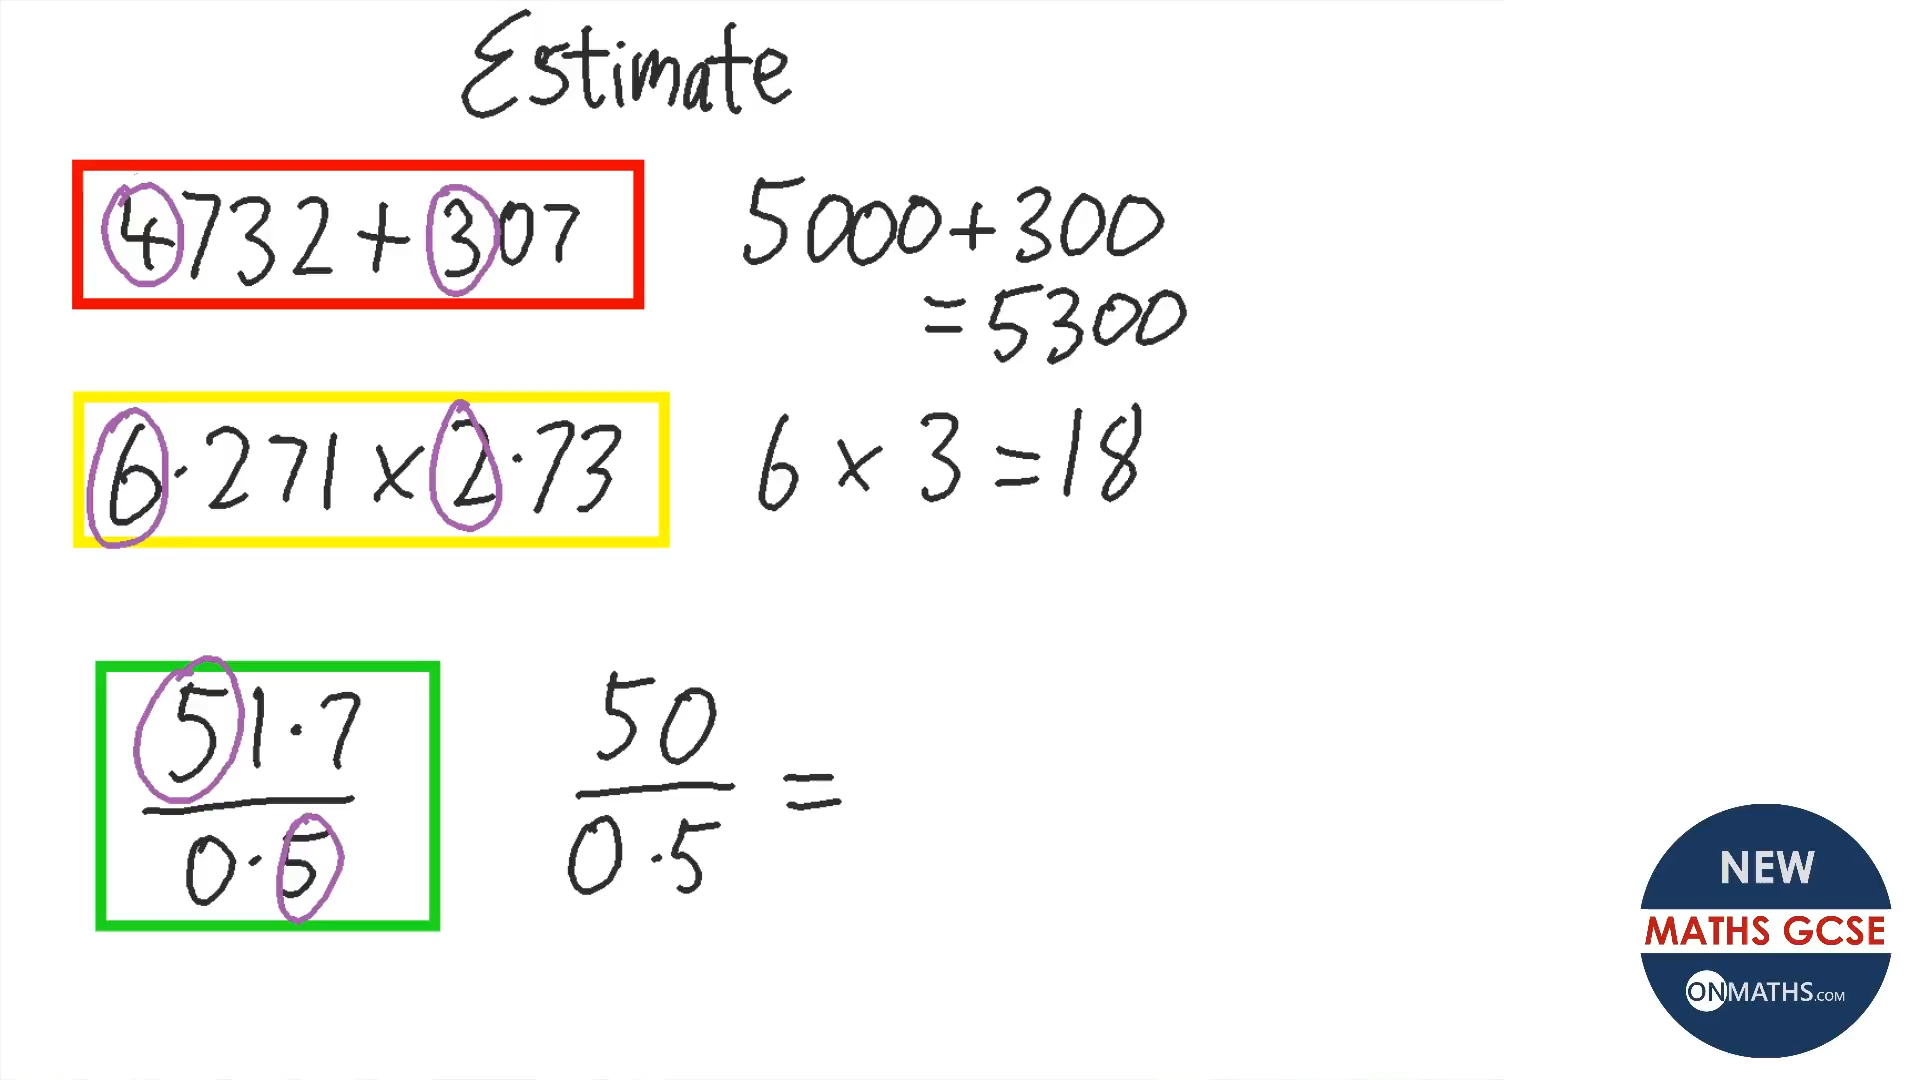 Estimate
4732+307
5000+300
=5300
6·271×2·73
6×3=18
51·7
0·5
50
0·5
=
NEW
MATHS GCSE
ONMATHS.COM